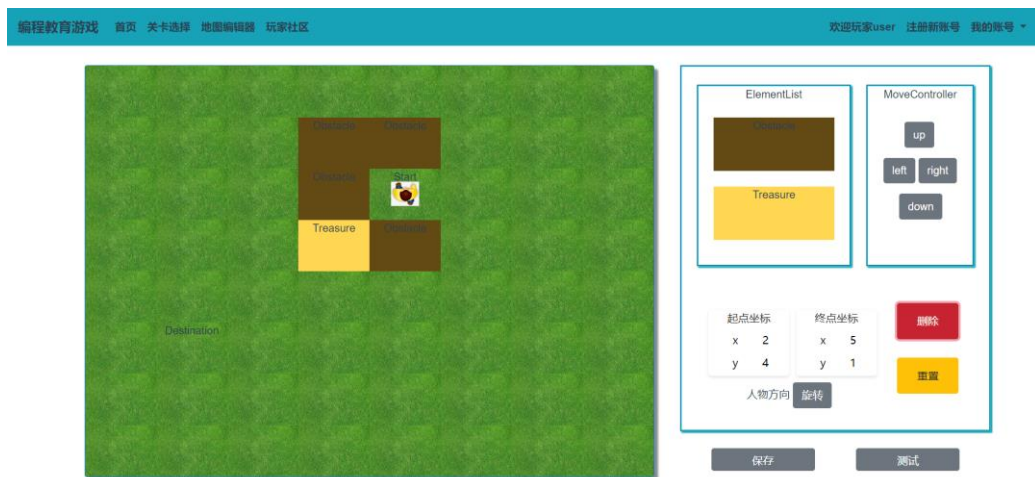 编程教育游戏 首页 关卡选择 地图编辑器 玩家社区 欢迎玩家user 注册新账号 我的账号
Obstacle Obstacle
Obstacle Start
Treasure Obstacle
Destination
ElementList
Obstacle
Treasure
MoveController
up
left right
down
起点坐标
x 2
y 4
终点坐标
x 5
y 1
删除
重置
人物方向 旋转
保存 测试